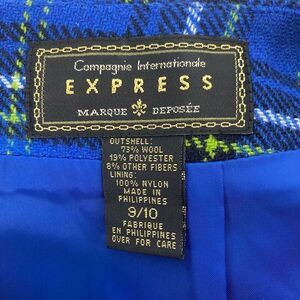 Compagnie Internationale
EXPRESS
MARQUE DEPOSÉE
OUTSHELL:
73% WOOL
19% POLYESTER
8% OTHER FIBERS
LINING:
100% NYLON
MADE IN
PHILIPPINES
9/10
FABRIQUE
EN PHILIPPINES
OVER FOR CARE